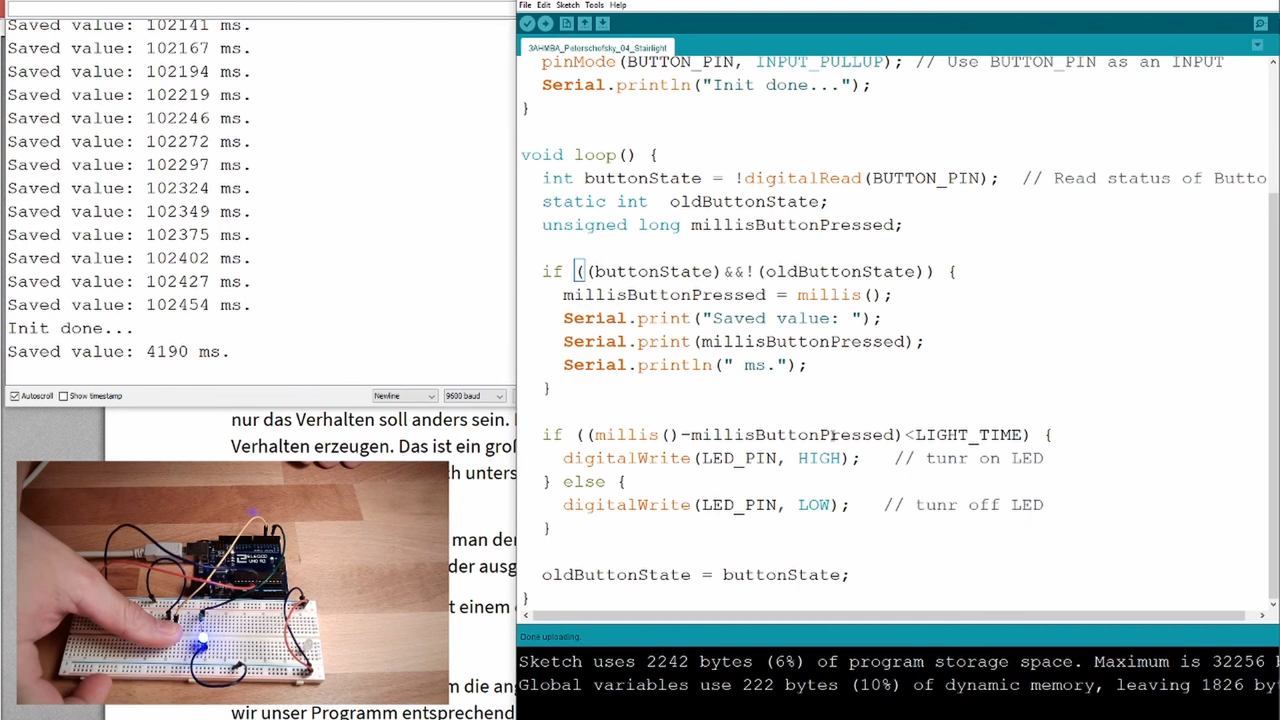 Saved value: 102141 ms.
Saved value: 102167 ms.
Saved value: 102194 ms.
Saved value: 102219 ms.
Saved value: 102246 ms.
Saved value: 102272 ms.
Saved value: 102297 ms.
Saved value: 102324 ms.
Saved value: 102349 ms.
Saved value: 102375 ms.
Saved value: 102402 ms.
Saved value: 102427 ms.
Saved value: 102454 ms.
Init done...
Saved value: 4190 ms.
Autoscroll Show timestamp Newline 9600 baud
nur das Verhalten soll anders sein.
Verhalten erzeugen. Das ist ein
ch unters
man de
der ausg
t einem
m die
wir unser Programm entsprechend
File Edit Sketch Tools Help
3AHMBA_Peterschofsky_04_Stairlight
pinMode(BUTTON_PIN, INPUT_PULLUP); // Use BUTTON_PIN as an INPUT
Serial.println("Init done...");
}
void loop() {
int buttonState = !digitalRead(BUTTON_PIN); // Read status of Butto
static int oldButtonState;
unsigned long millisButtonPressed;
if ((buttonState)&&!(oldButtonState)) {
millisButtonPressed = millis();
Serial.print("Saved value: ");
Serial.print(millisButtonPressed);
Serial.println(" ms.");
}
if ((millis()-millisButtonPressed)<LIGHT_TIME) {
digitalWrite(LED_PIN, HIGH); // tunr on LED
} else {
digitalWrite(LED_PIN, LOW); // tunr off LED
}
oldButtonState = buttonState;
}
Done uploading.
Sketch uses 2242 bytes (6%) of program storage space. Maximum is 32256
Global variables use 222 bytes (10%) of dynamic memory, leaving 1826 by